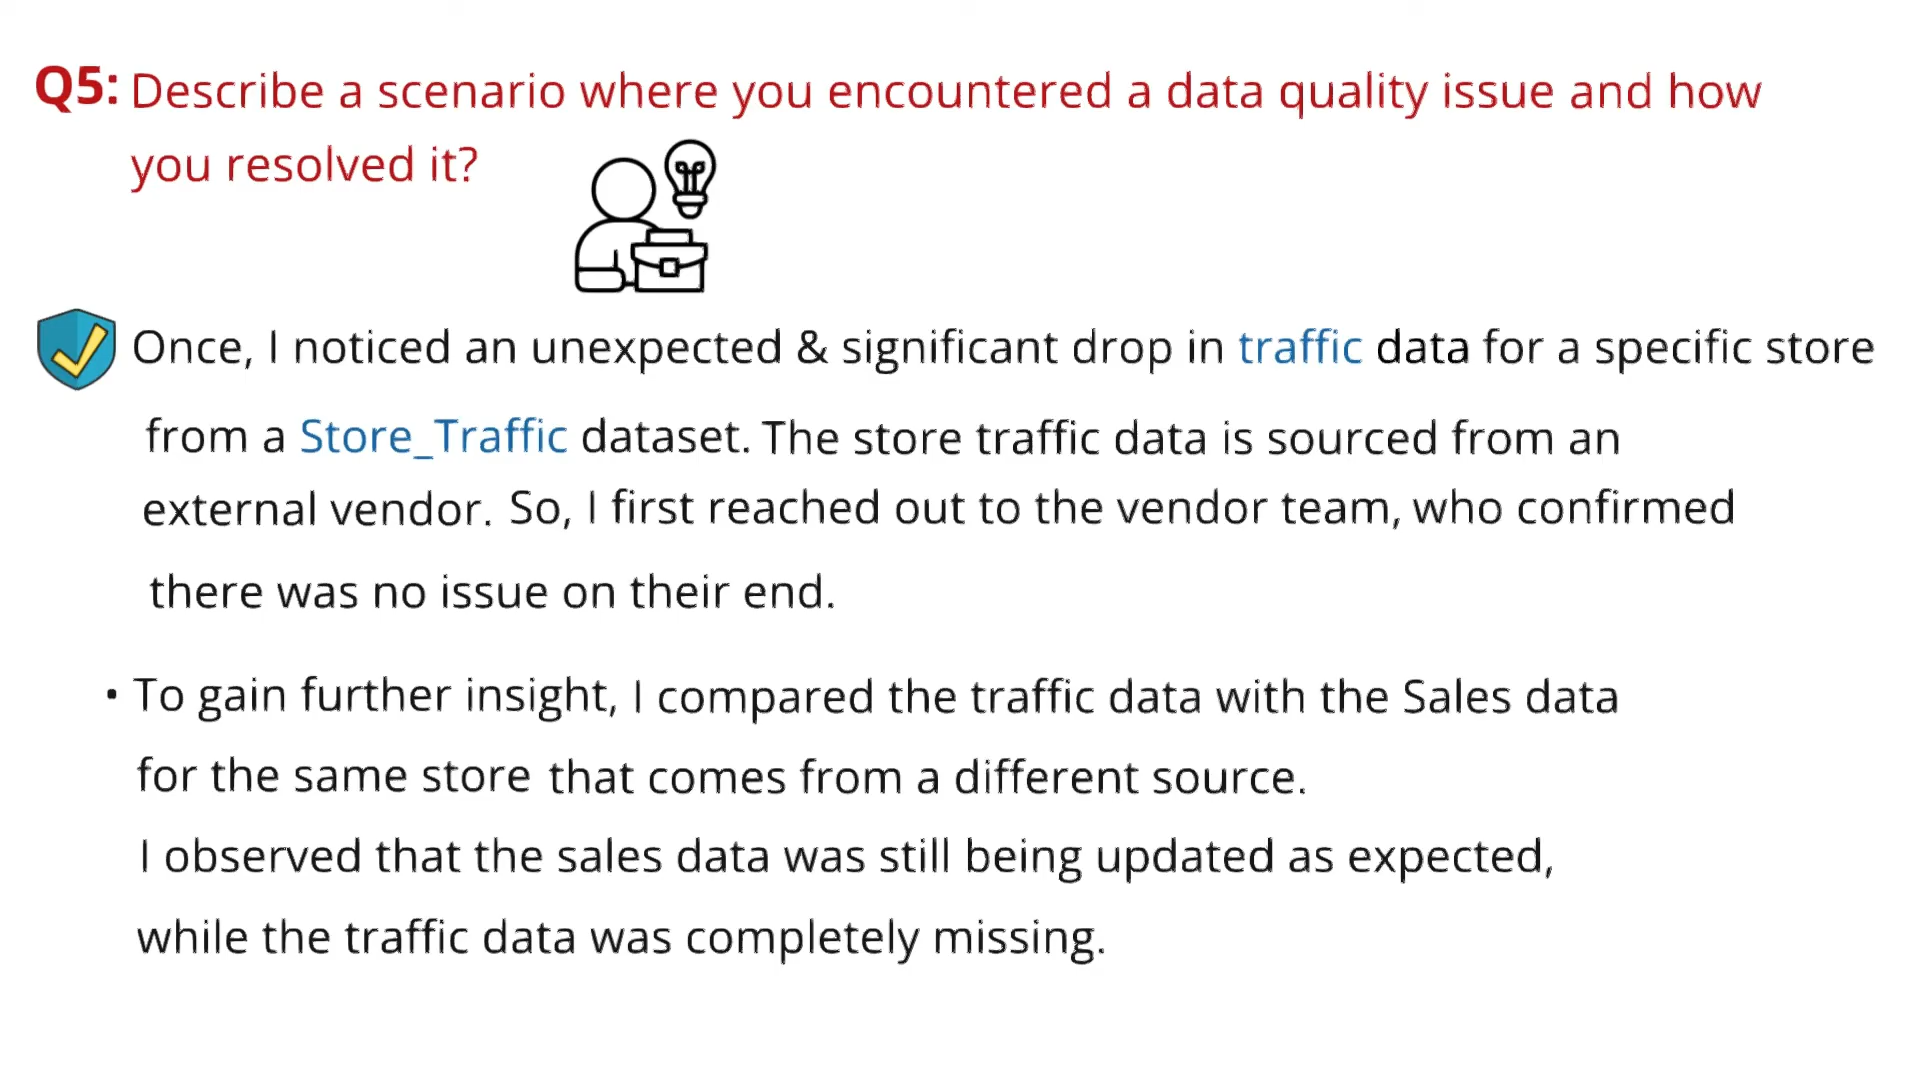 Q5: Describe a scenario where you encountered a data quality issue and how
you resolved it?
Once, I noticed an unexpected & significant drop in traffic data for a specific store
from a Store_Traffic dataset. The store traffic data is sourced from an
external vendor. So, I first reached out to the vendor team, who confirmed
there was no issue on their end.
• To gain further insight, I compared the traffic data with the Sales data
for the same store that comes from a different source.
I observed that the sales data was still being updated as expected,
while the traffic data was completely missing.